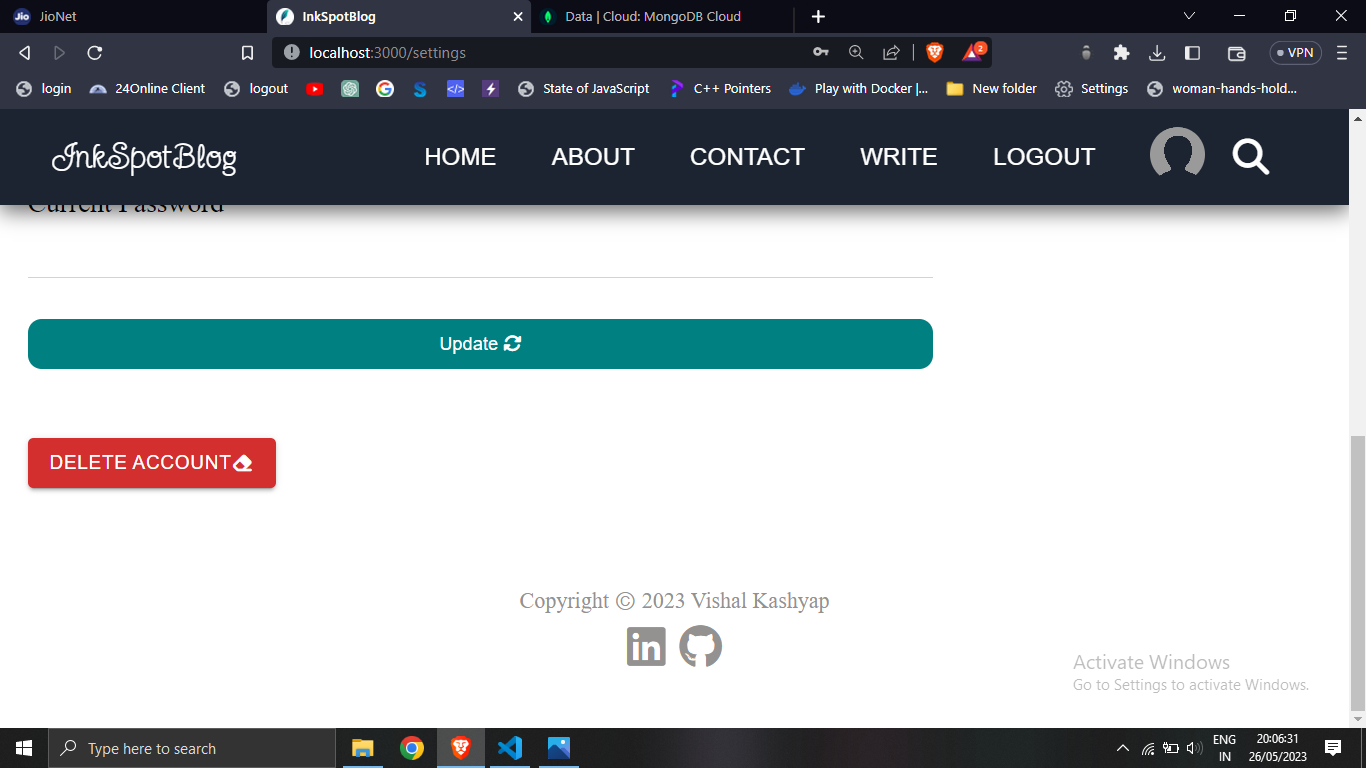 Jio JioNet
InkSpotBlog
Data | Cloud: MongoDB Cloud
localhost:3000/settings
2
VPN
login
24Online Client
logout
State of JavaScript
C++ Pointers
Play with Docker |...
New folder
Settings
woman-hands-hold...
InkSpotBlog
HOME
ABOUT
CONTACT
WRITE
LOGOUT
Current Password
Update
DELETE ACCOUNT
Copyright © 2023 Vishal Kashyap
in
Activate Windows
Go to Settings to activate Windows.
Type here to search
ENG
IN
20:06:31
26/05/2023